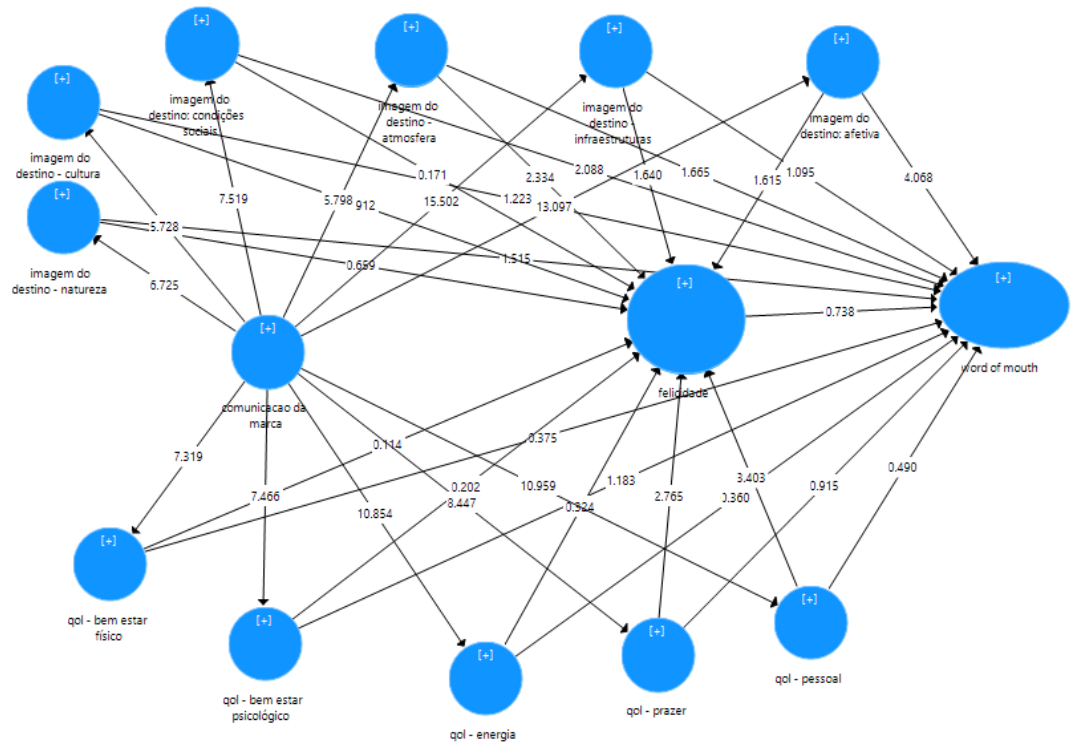 [+]
[+]
[+]
[+]
[+]
imagem do
destino: condições
sociais
imagem do
destino -
atmosfera
imagem do
destino -
infraestruturas
imagem do
destino: afetiva
imagem do
destino - cultura
[+]
imagem do
destino - natureza
0.171
2.334
1.640
2.088
1.665
1.615
1.095
4.068
7.519
5.798
912
15.502
1.223
13.097
5.728
0.659
1.515
6.725
[+]
comunicacao da
marca
[+]
felicidade
0.738
[+]
word of mouth
7.319
0.114
0.375
7.466
0.202
8.447
10.959
1.183
10.854
0.324
2.765
3.403
0.360
0.915
0.490
[+]
qol - bem estar
físico
[+]
qol - bem estar
psicológico
[+]
qol - energia
[+]
qol - prazer
[+]
qol - pessoal